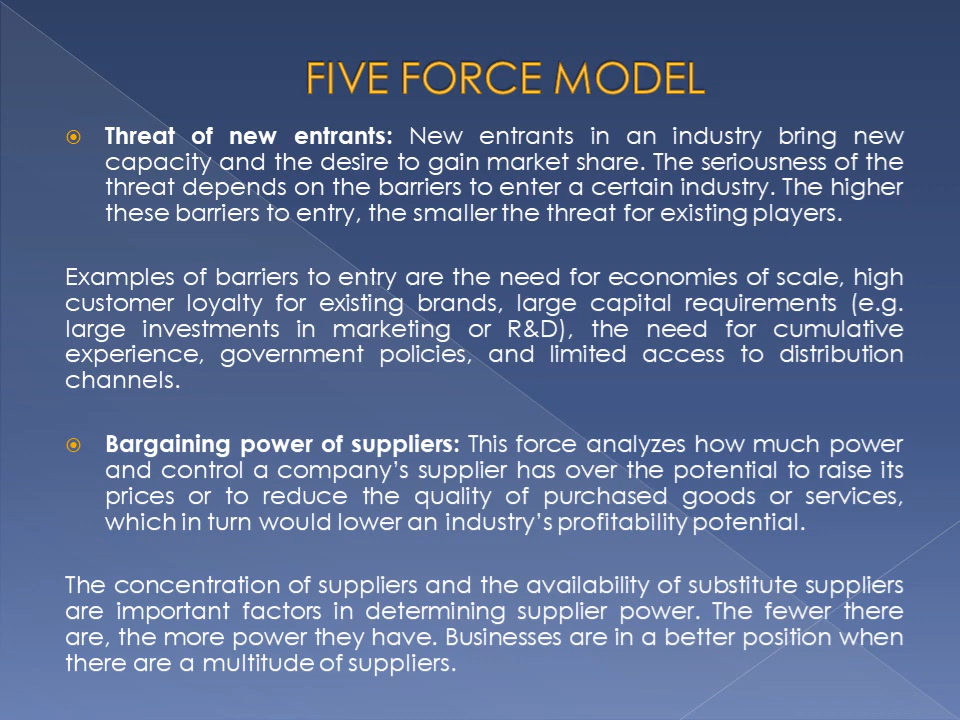 FIVE FORCE MODEL
Threat of new entrants: New entrants in an industry bring new
capacity and the desire to gain market share. The seriousness of the
threat depends on the barriers to enter a certain industry. The higher
these barriers to entry, the smaller the threat for existing players.
Examples of barriers to entry are the need for economies of scale, high
customer loyalty for existing brands, large capital requirements (e.g.
large investments in marketing or R&D), the need for cumulative
experience, government policies, and limited access to distribution
channels.
Bargaining power of suppliers: This force analyzes how much power
and control a company’s supplier has over the potential to raise its
prices or to reduce the quality of purchased goods or services,
which in turn would lower an industry’s profitability potential.
The concentration of suppliers and the availability of substitute suppliers
are important factors in determining supplier power. The fewer there
are, the more power they have. Businesses are in a better position when
there are a multitude of suppliers.